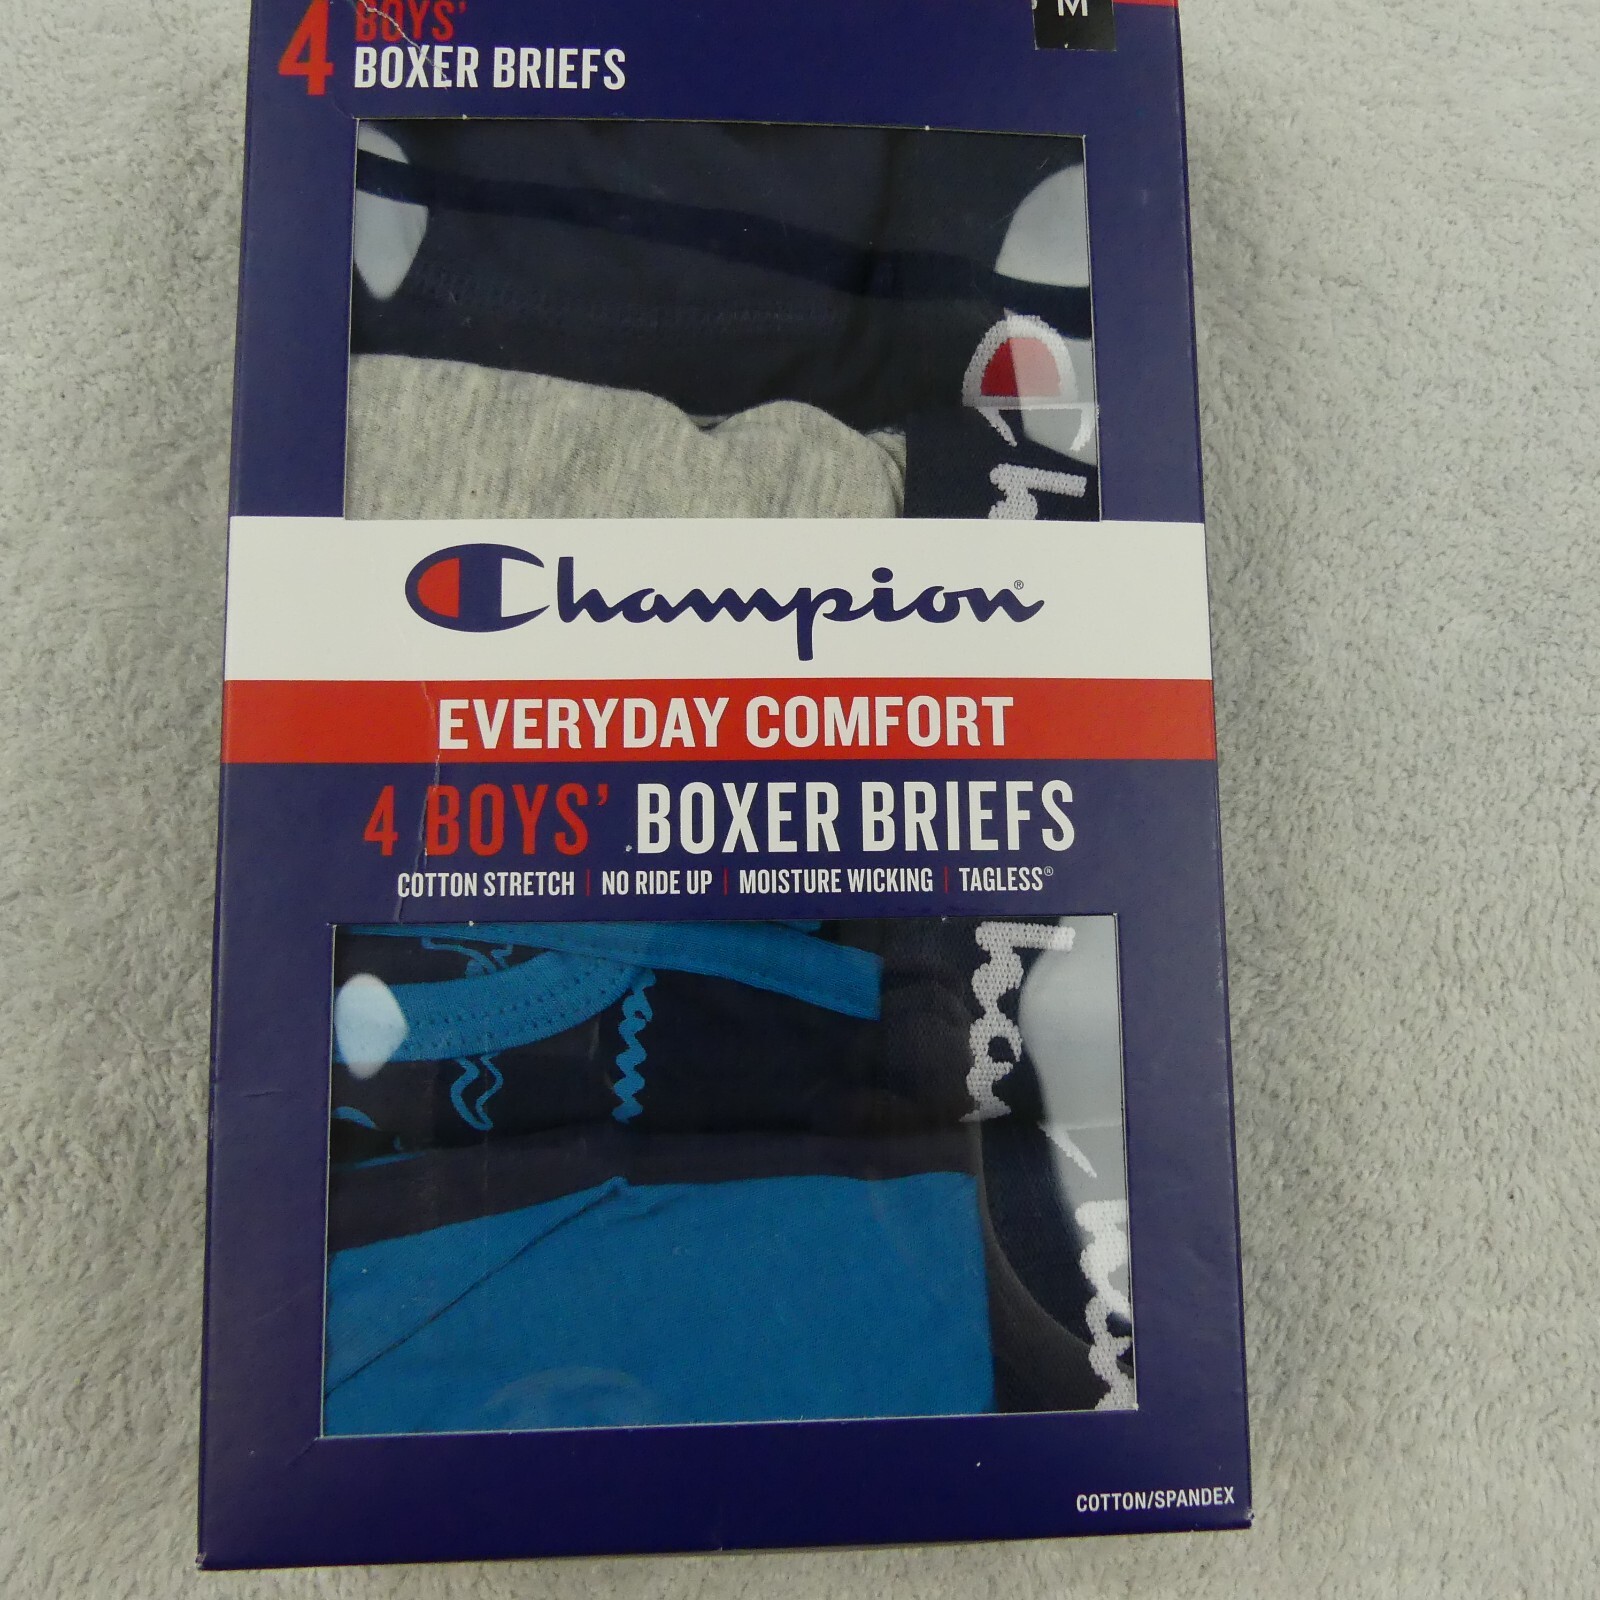 4 BOYS'
BOXER BRIEFS
M
Champion®
EVERYDAY COMFORT
4 BOYS' BOXER BRIEFS
COTTON STRETCH | NO RIDE UP | MOISTURE WICKING | TAGLESS®
COTTON/SPANDEX